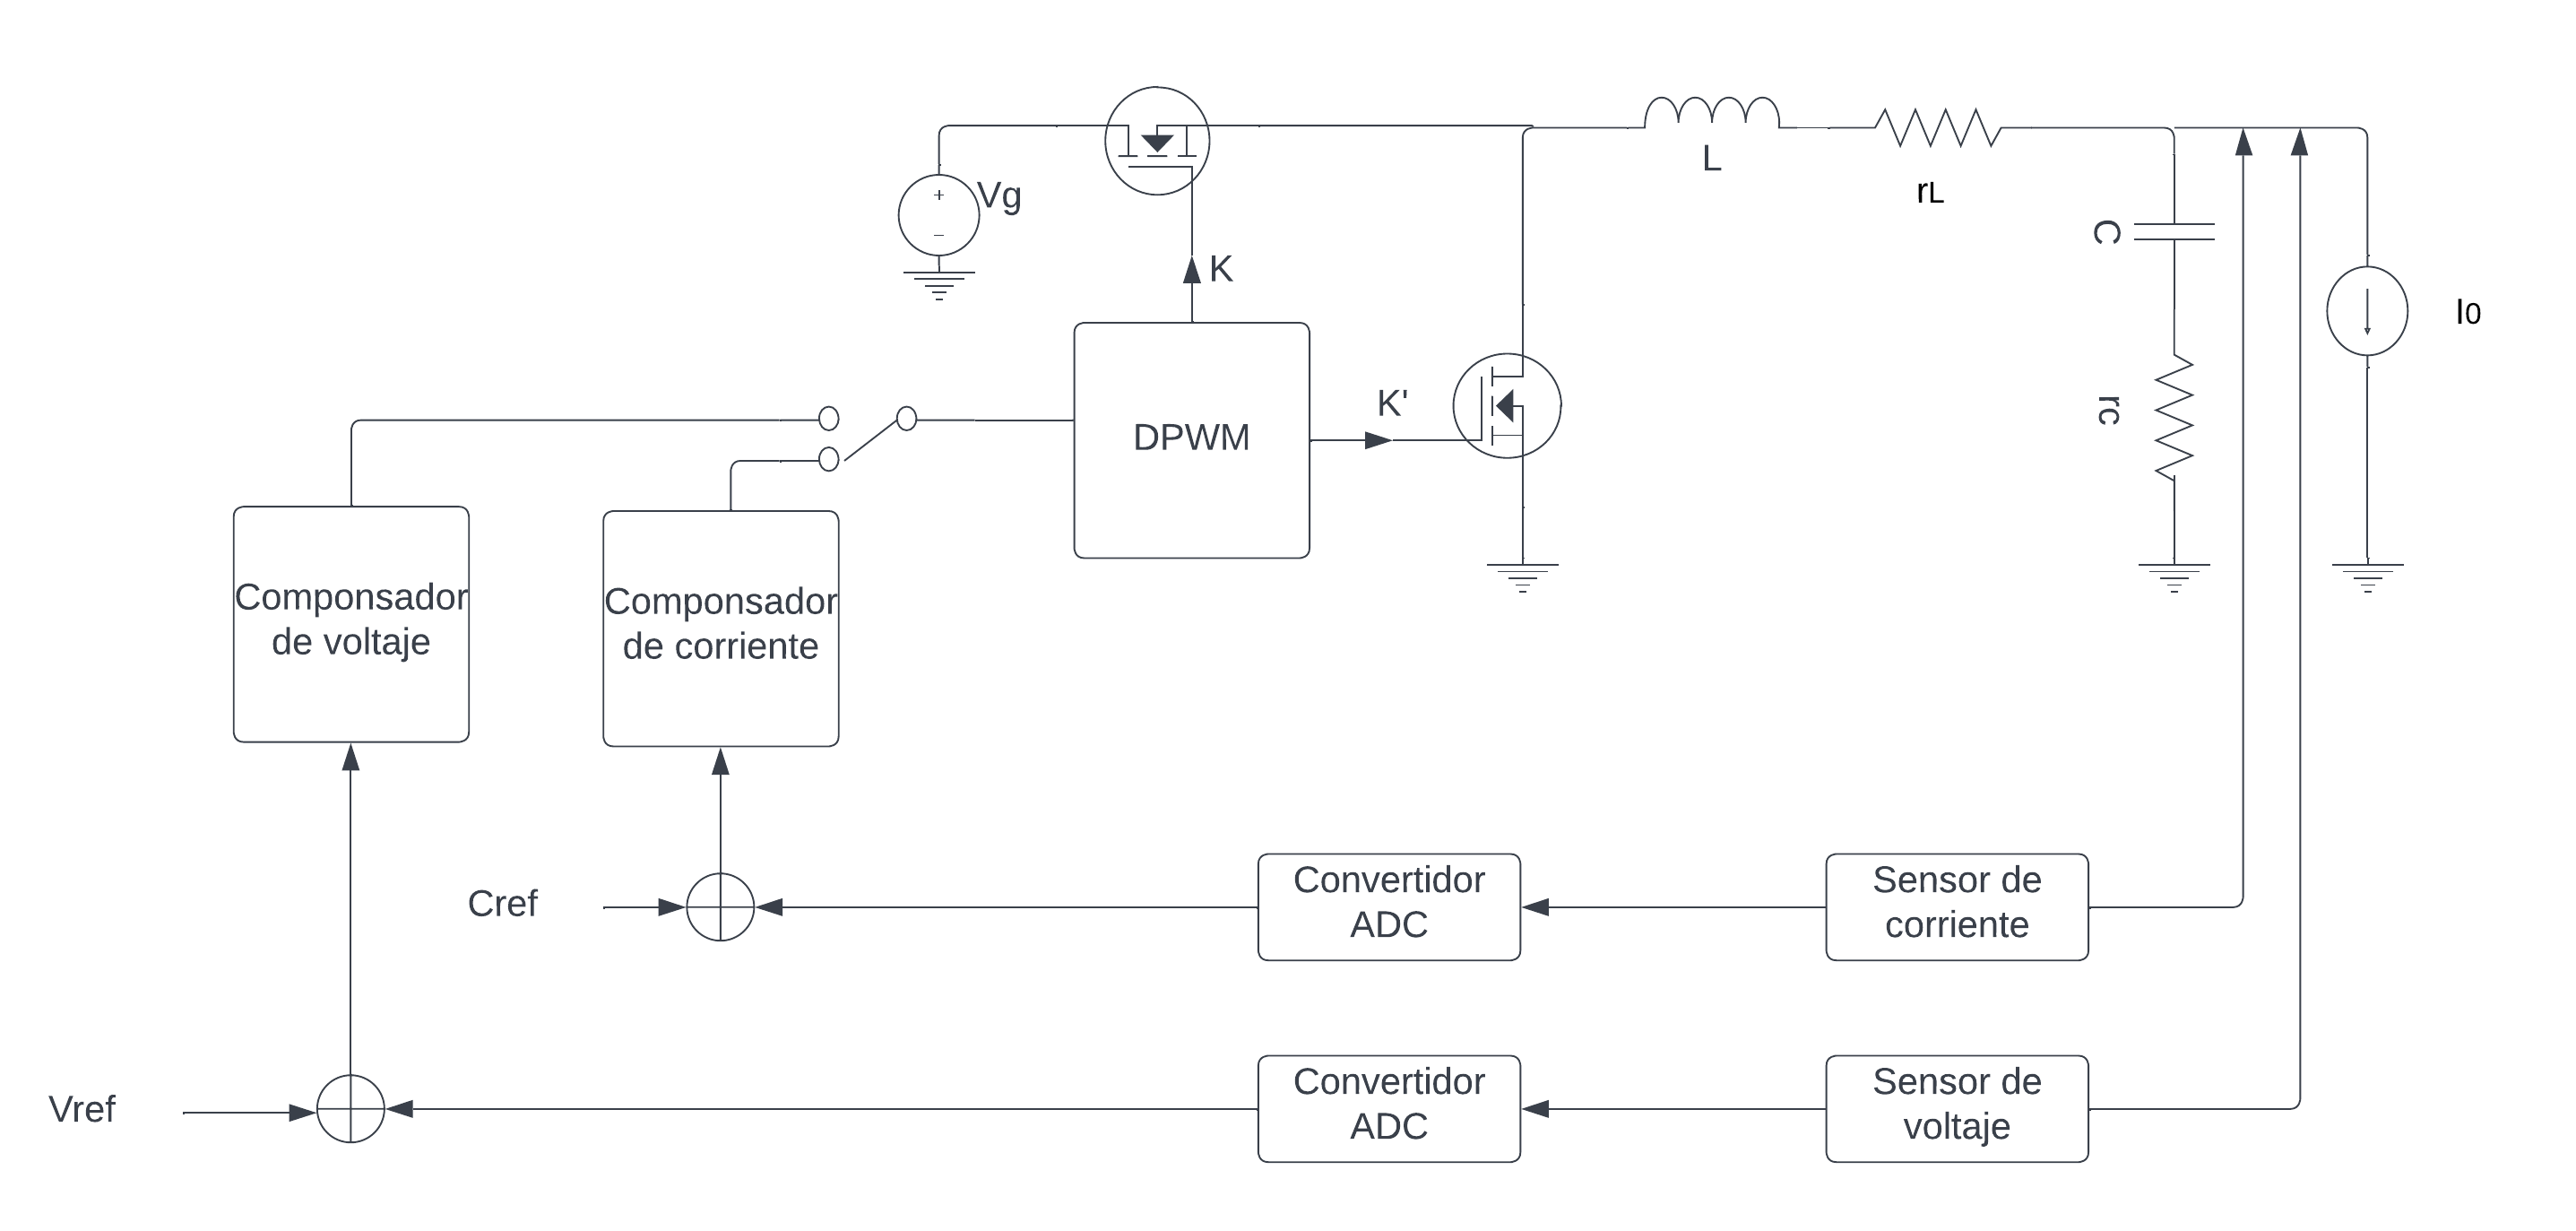 L
Vg
rL
C
K
I0
K'
rc
DPWM
Componsador
de voltaje
Componsador
de corriente
Cref
Convertidor
ADC
Sensor de
corriente
Vref
Convertidor
ADC
Sensor de
voltaje